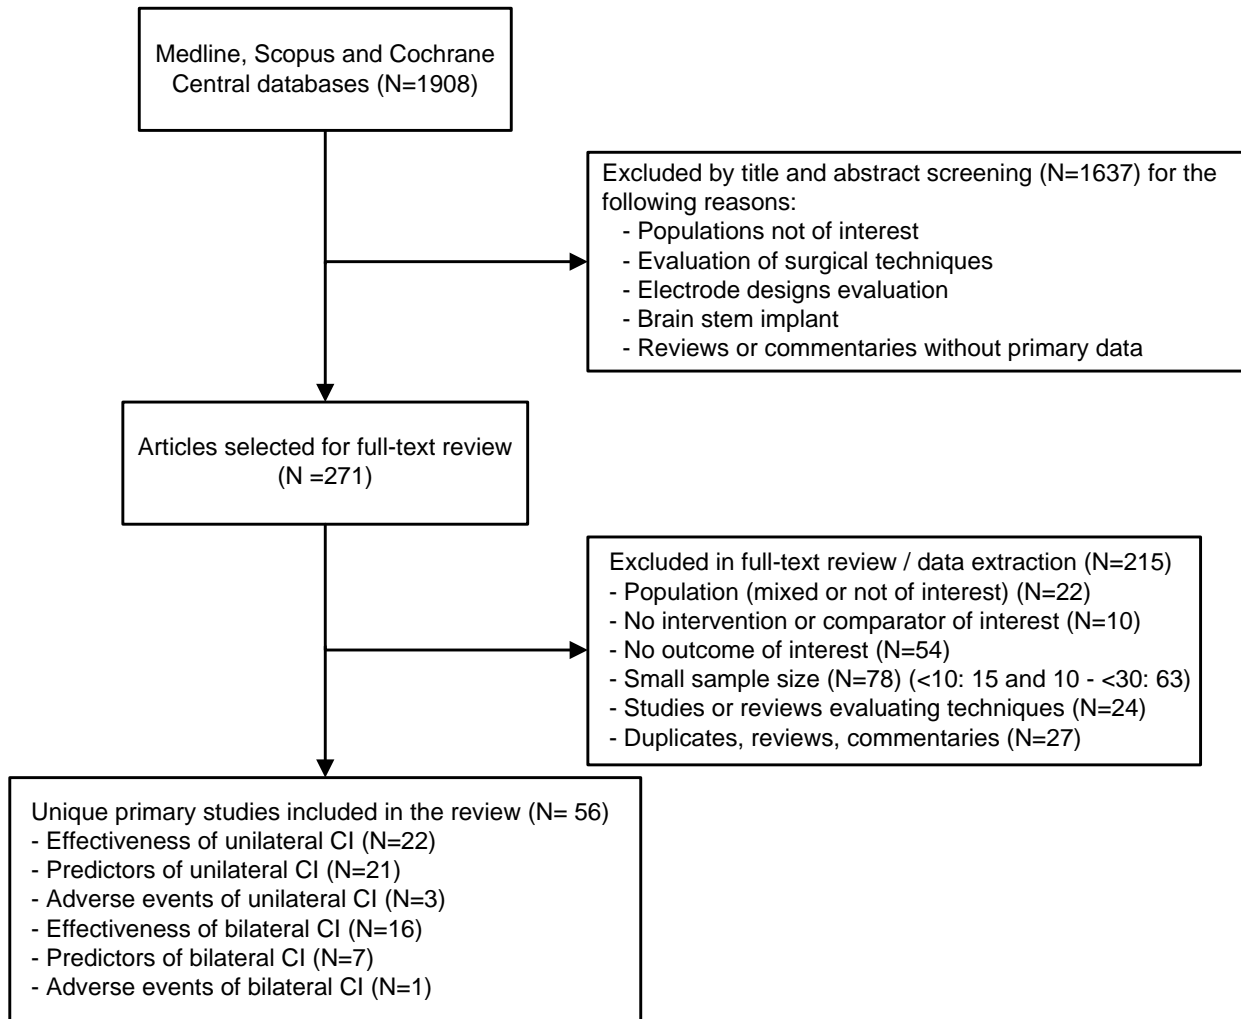 Medline, Scopus and Cochrane
Central databases (N=1908)
Excluded by title and abstract screening (N=1637) for the
following reasons:
- Populations not of interest
- Evaluation of surgical techniques
- Electrode designs evaluation
- Brain stem implant
- Reviews or commentaries without primary data
Articles selected for full-text review
(N =271)
Excluded in full-text review / data extraction (N=215)
- Population (mixed or not of interest) (N=22)
- No intervention or comparator of interest (N=10)
- No outcome of interest (N=54)
- Small sample size (N=78) (<10: 15 and 10 - <30: 63)
- Studies or reviews evaluating techniques (N=24)
- Duplicates, reviews, commentaries (N=27)
Unique primary studies included in the review (N= 56)
- Effectiveness of unilateral CI (N=22)
- Predictors of unilateral CI (N=21)
- Adverse events of unilateral CI (N=3)
- Effectiveness of bilateral CI (N=16)
- Predictors of bilateral CI (N=7)
- Adverse events of bilateral CI (N=1)